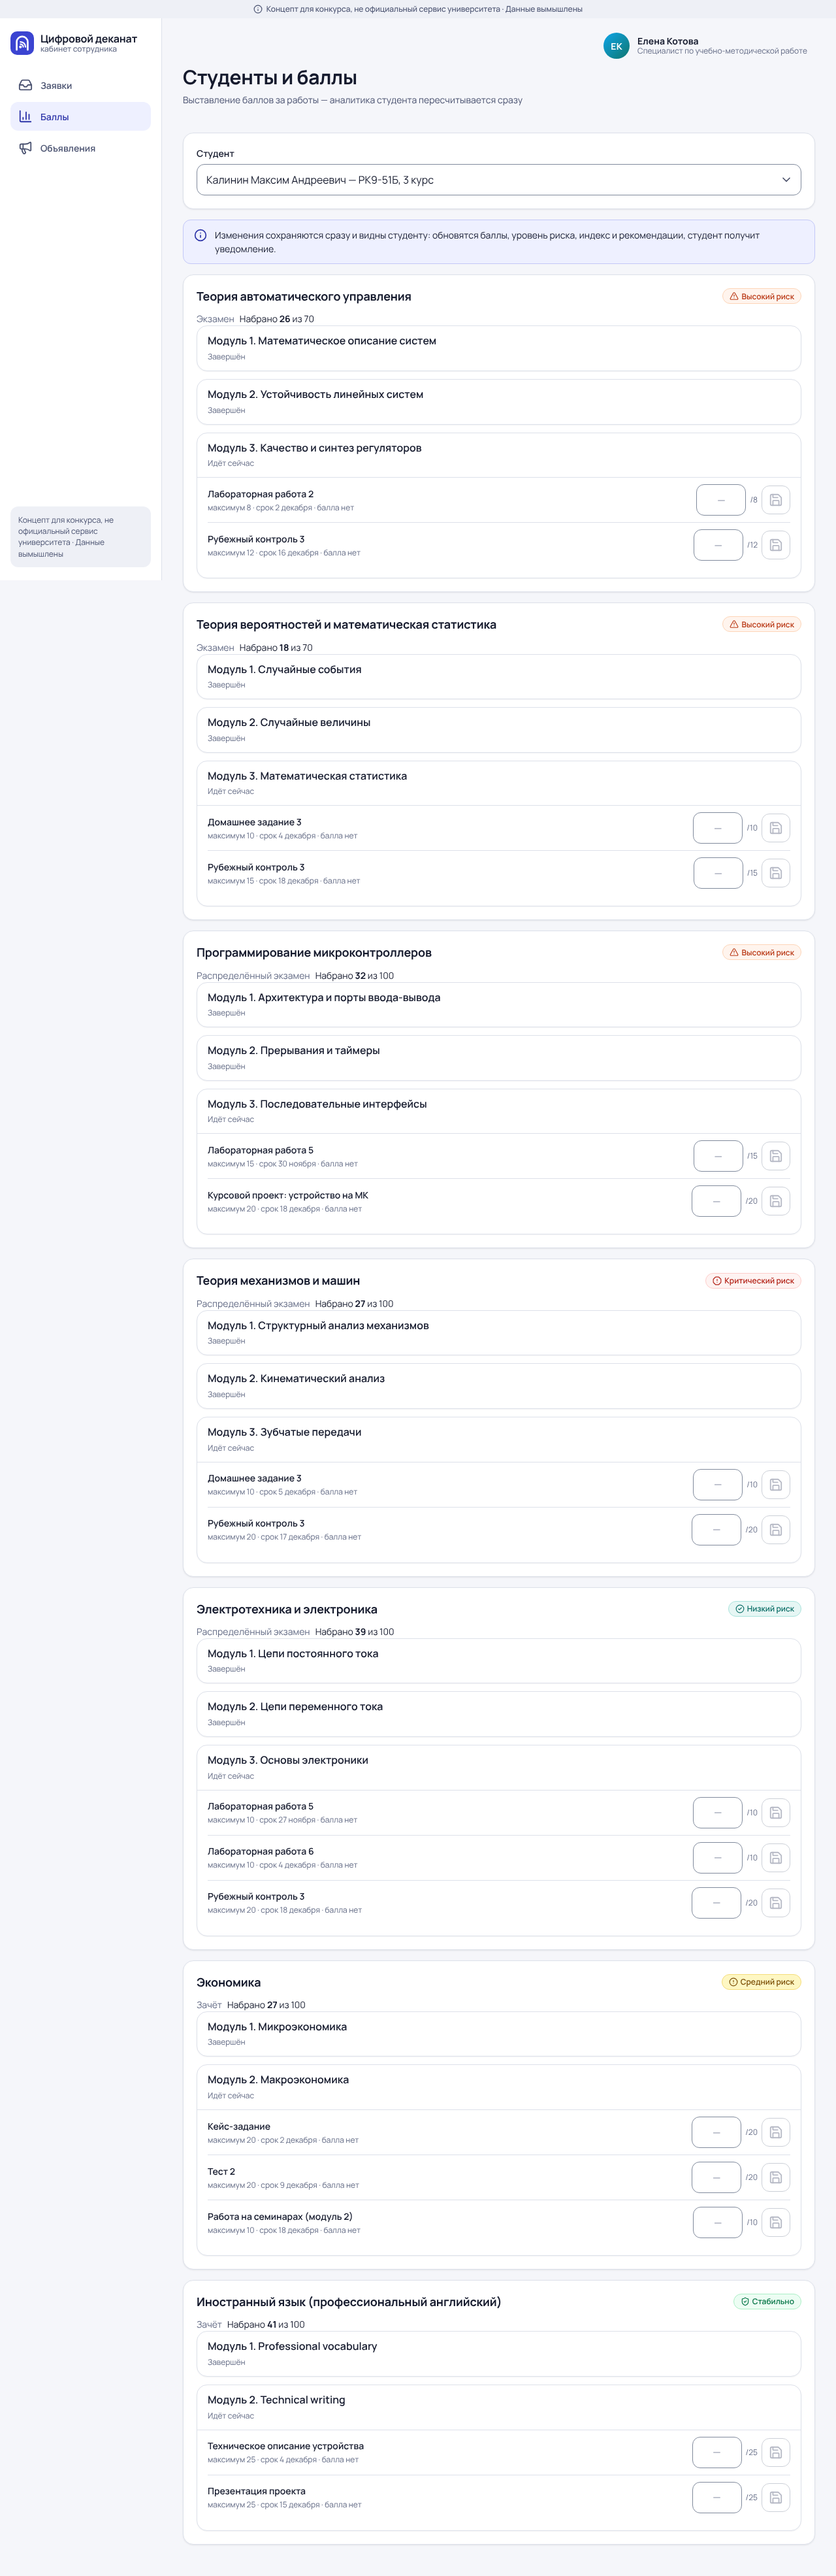 Концепт для конкурса, не официальный сервис университета · Данные вымышлены
Цифровой деканат
кабинет сотрудника
Заявки
Баллы
Объявления
Концепт для конкурса, не
официальный сервис
университета · Данные
вымышлены
ЕК
Елена Котова
Специалист по учебно-методической работе
Студенты и баллы
Выставление баллов за работы — аналитика студента пересчитывается сразу
Студент
Калинин Максим Андреевич — РК9-51Б, 3 курс
Изменения сохраняются сразу и видны студенту: обновятся баллы, уровень риска, индекс и рекомендации, студент получит
уведомление.
Теория автоматического управления
Высокий риск
Экзамен Набрано 26 из 70
Модуль 1. Математическое описание систем
Завершён
Модуль 2. Устойчивость линейных систем
Завершён
Модуль 3. Качество и синтез регуляторов
Идёт сейчас
Лабораторная работа 2
максимум 8 · срок 2 декабря · балла нет
— /8
Рубежный контроль 3
максимум 12 · срок 16 декабря · балла нет
— /12
Теория вероятностей и математическая статистика
Высокий риск
Экзамен Набрано 18 из 70
Модуль 1. Случайные события
Завершён
Модуль 2. Случайные величины
Завершён
Модуль 3. Математическая статистика
Идёт сейчас
Домашнее задание 3
максимум 10 · срок 4 декабря · балла нет
— /10
Рубежный контроль 3
максимум 15 · срок 18 декабря · балла нет
— /15
Программирование микроконтроллеров
Высокий риск
Распределённый экзамен Набрано 32 из 100
Модуль 1. Архитектура и порты ввода-вывода
Завершён
Модуль 2. Прерывания и таймеры
Завершён
Модуль 3. Последовательные интерфейсы
Идёт сейчас
Лабораторная работа 5
максимум 15 · срок 30 ноября · балла нет
— /15
Курсовой проект: устройство на МК
максимум 20 · срок 18 декабря · балла нет
— /20
Теория механизмов и машин
Критический риск
Распределённый экзамен Набрано 27 из 100
Модуль 1. Структурный анализ механизмов
Завершён
Модуль 2. Кинематический анализ
Завершён
Модуль 3. Зубчатые передачи
Идёт сейчас
Домашнее задание 3
максимум 10 · срок 5 декабря · балла нет
— /10
Рубежный контроль 3
максимум 20 · срок 17 декабря · балла нет
— /20
Электротехника и электроника
Низкий риск
Распределённый экзамен Набрано 39 из 100
Модуль 1. Цепи постоянного тока
Завершён
Модуль 2. Цепи переменного тока
Завершён
Модуль 3. Основы электроники
Идёт сейчас
Лабораторная работа 5
максимум 10 · срок 27 ноября · балла нет
— /10
Лабораторная работа 6
максимум 10 · срок 4 декабря · балла нет
— /10
Рубежный контроль 3
максимум 20 · срок 18 декабря · балла нет
— /20
Экономика
Средний риск
Зачёт Набрано 27 из 100
Модуль 1. Микроэкономика
Завершён
Модуль 2. Макроэкономика
Идёт сейчас
Кейс-задание
максимум 20 · срок 2 декабря · балла нет
— /20
Тест 2
максимум 20 · срок 9 декабря · балла нет
— /20
Работа на семинарах (модуль 2)
максимум 10 · срок 18 декабря · балла нет
— /10
Иностранный язык (профессиональный английский)
Стабильно
Зачёт Набрано 41 из 100
Модуль 1. Professional vocabulary
Завершён
Модуль 2. Technical writing
Идёт сейчас
Техническое описание устройства
максимум 25 · срок 4 декабря · балла нет
— /25
Презентация проекта
максимум 25 · срок 15 декабря · балла нет
— /25